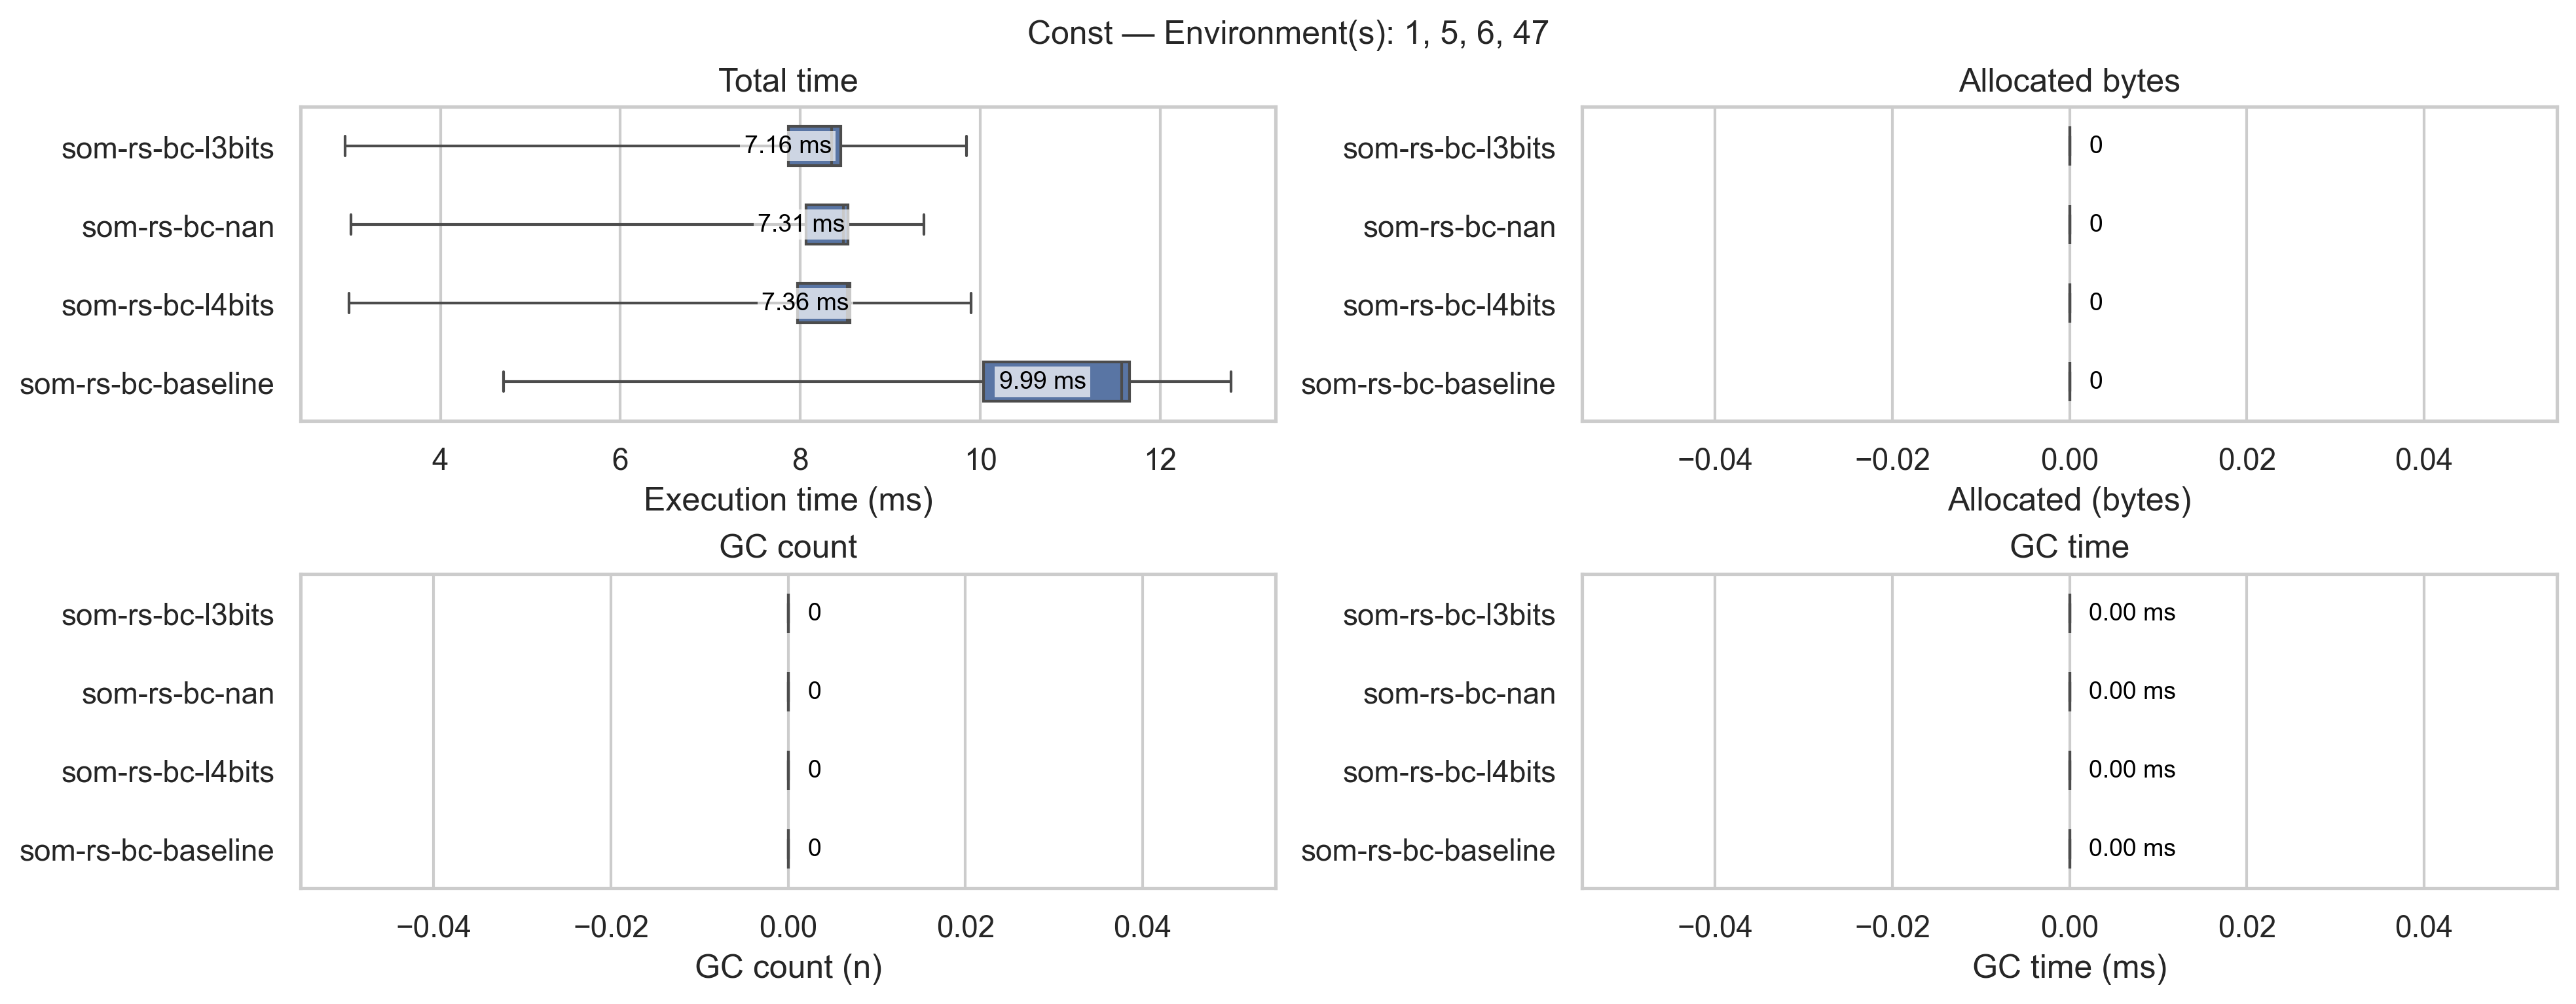 Const — Environment(s): 1, 5, 6, 47
Total time
som-rs-bc-l3bits
7.16 ms
som-rs-bc-nan
7.31 ms
som-rs-bc-l4bits
7.36 ms
som-rs-bc-baseline
9.99 ms
4 6 8 10 12
Execution time (ms)
Allocated bytes
som-rs-bc-l3bits
0
som-rs-bc-nan
0
som-rs-bc-l4bits
0
som-rs-bc-baseline
0
−0.04 −0.02 0.00 0.02 0.04
Allocated (bytes)
GC count
som-rs-bc-l3bits
0
som-rs-bc-nan
0
som-rs-bc-l4bits
0
som-rs-bc-baseline
0
−0.04 −0.02 0.00 0.02 0.04
GC count (n)
GC time
som-rs-bc-l3bits
0.00 ms
som-rs-bc-nan
0.00 ms
som-rs-bc-l4bits
0.00 ms
som-rs-bc-baseline
0.00 ms
−0.04 −0.02 0.00 0.02 0.04
GC time (ms)